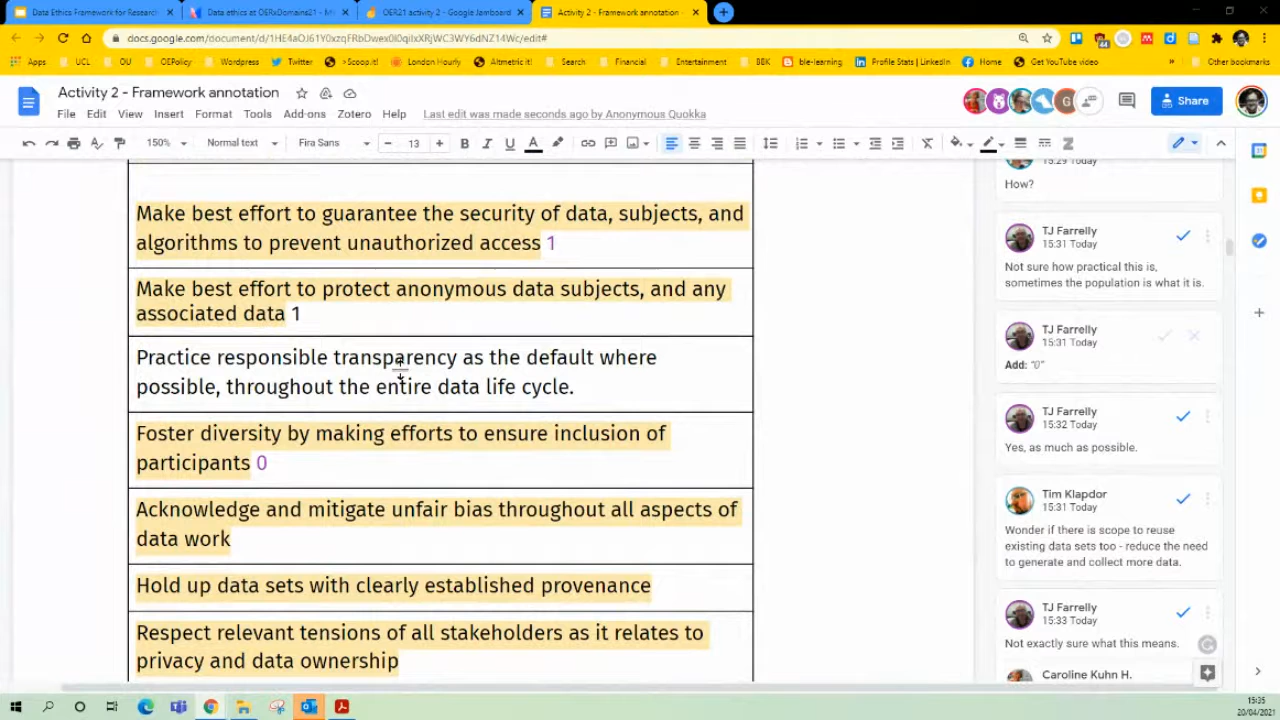 Data Ethics Framework for Research
Data ethics at OERxDomains21 - M
OER21 activity 2 - Google Jamboard
Activity 2 - Framework annotation -
docs.google.com/document/d/1HE4aOJ61Y0xzqFRbDwex0l0qiIxXRjWC3WY6dNZ14Wc/edit#
Apps UCL OU OEPolicy Wordpress Twitter >Scoop.it! London Hourly Altmetric it! Search Financial Entertainment BBK ble-learning Profile Stats | LinkedIn Home Get YouTube video » Other bookmarks
Activity 2 - Framework annotation
G
Share
File Edit View Insert Format Tools Add-ons Zotero Help Last edit was made seconds ago by Anonymous Quokka
150% Normal text Fira Sans 13
Make best effort to guarantee the security of data, subjects, and
algorithms to prevent unauthorized access 1
Make best effort to protect anonymous data subjects, and any
associated data 1
Practice responsible transparency as the default where
possible, throughout the entire data life cycle.
Foster diversity by making efforts to ensure inclusion of
participants 0
Acknowledge and mitigate unfair bias throughout all aspects of
data work
Hold up data sets with clearly established provenance
Respect relevant tensions of all stakeholders as it relates to
privacy and data ownership
15:29 Today
How?
TJ Farrelly
15:31 Today
Not sure how practical this is,
sometimes the population is what it is.
TJ Farrelly
15:31 Today
Add: "0"
TJ Farrelly
15:32 Today
Yes, as much as possible.
Tim Klapdor
15:31 Today
Wonder if there is scope to reuse
existing data sets too - reduce the need
to generate and collect more data.
TJ Farrelly
15:33 Today
Not exactly sure what this means.
Caroline Kuhn H.
15:35
20/04/2021